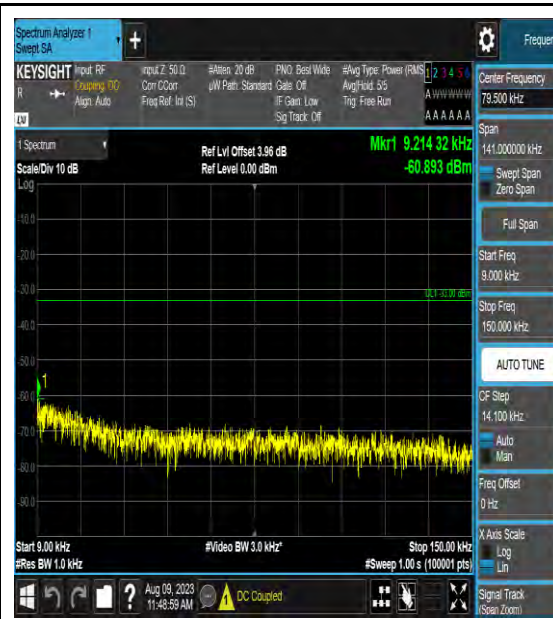 Spectrum Analyzer 1
Swept SA
+
Frequen
KEYSIGHT
R
Input: RF
Coupling: DC
Align: Auto
Input Z: 50 Ω
Corr CCorr
Freq Ref: Int (S)
#Atten: 20 dB
µW Path: Standard
PNO: Best Wide
Gate: Off
IF Gain: Low
Sig Track: Off
#Avg Type: Power (RMS
Avg|Hold: 5/5
Trig: Free Run
1 2 3 4 5 6
A W W W W W
A A A A A A
1 Spectrum
Scale/Div 10 dB
Log
Ref Lvl Offset 3.96 dB
Ref Level 0.00 dBm
Mkr1 9.214 32 kHz
-60.893 dBm
-10.0
-20.0
-30.0
DL1 -33.00 dBm
-40.0
-50.0
1
-60.0
-70.0
-80.0
-90.0
Start 9.00 kHz
#Res BW 1.0 kHz
#Video BW 3.0 kHz*
Stop 150.00 kHz
#Sweep 1.00 s (100001 pts)
Center Frequency
79.500 kHz
Span
141.000000 kHz
Swept Span
Zero Span
Full Span
Start Freq
9.000 kHz
Stop Freq
150.000 kHz
AUTO TUNE
CF Step
14.100 kHz
Auto
Man
Freq Offset
0 Hz
X Axis Scale
Log
Lin
Signal Track
(Span Zoom)
?
Aug 09, 2023
11:48:59 AM
DC Coupled